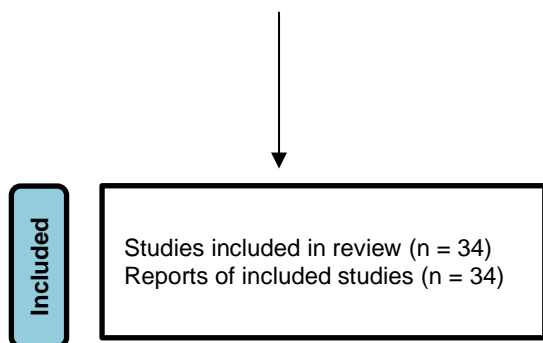 Included
Studies included in review (n = 34)
Reports of included studies (n = 34)